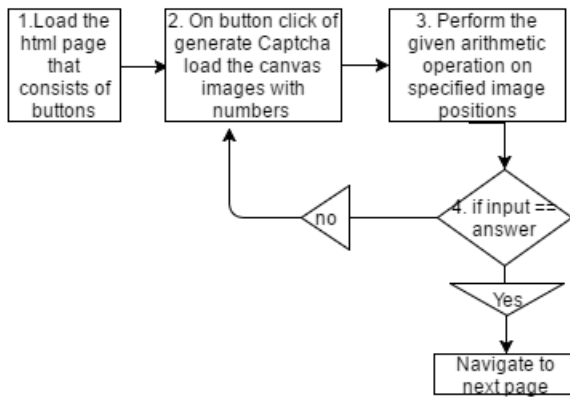 1.Load the
html page
that
consists of
buttons
2. On button click of
generate Captcha
load the canvas
images with
numbers
3. Perform the
given arithmetic
operation on
specified image
positions
4. if input ==
answer
no
Yes
Navigate to
next page